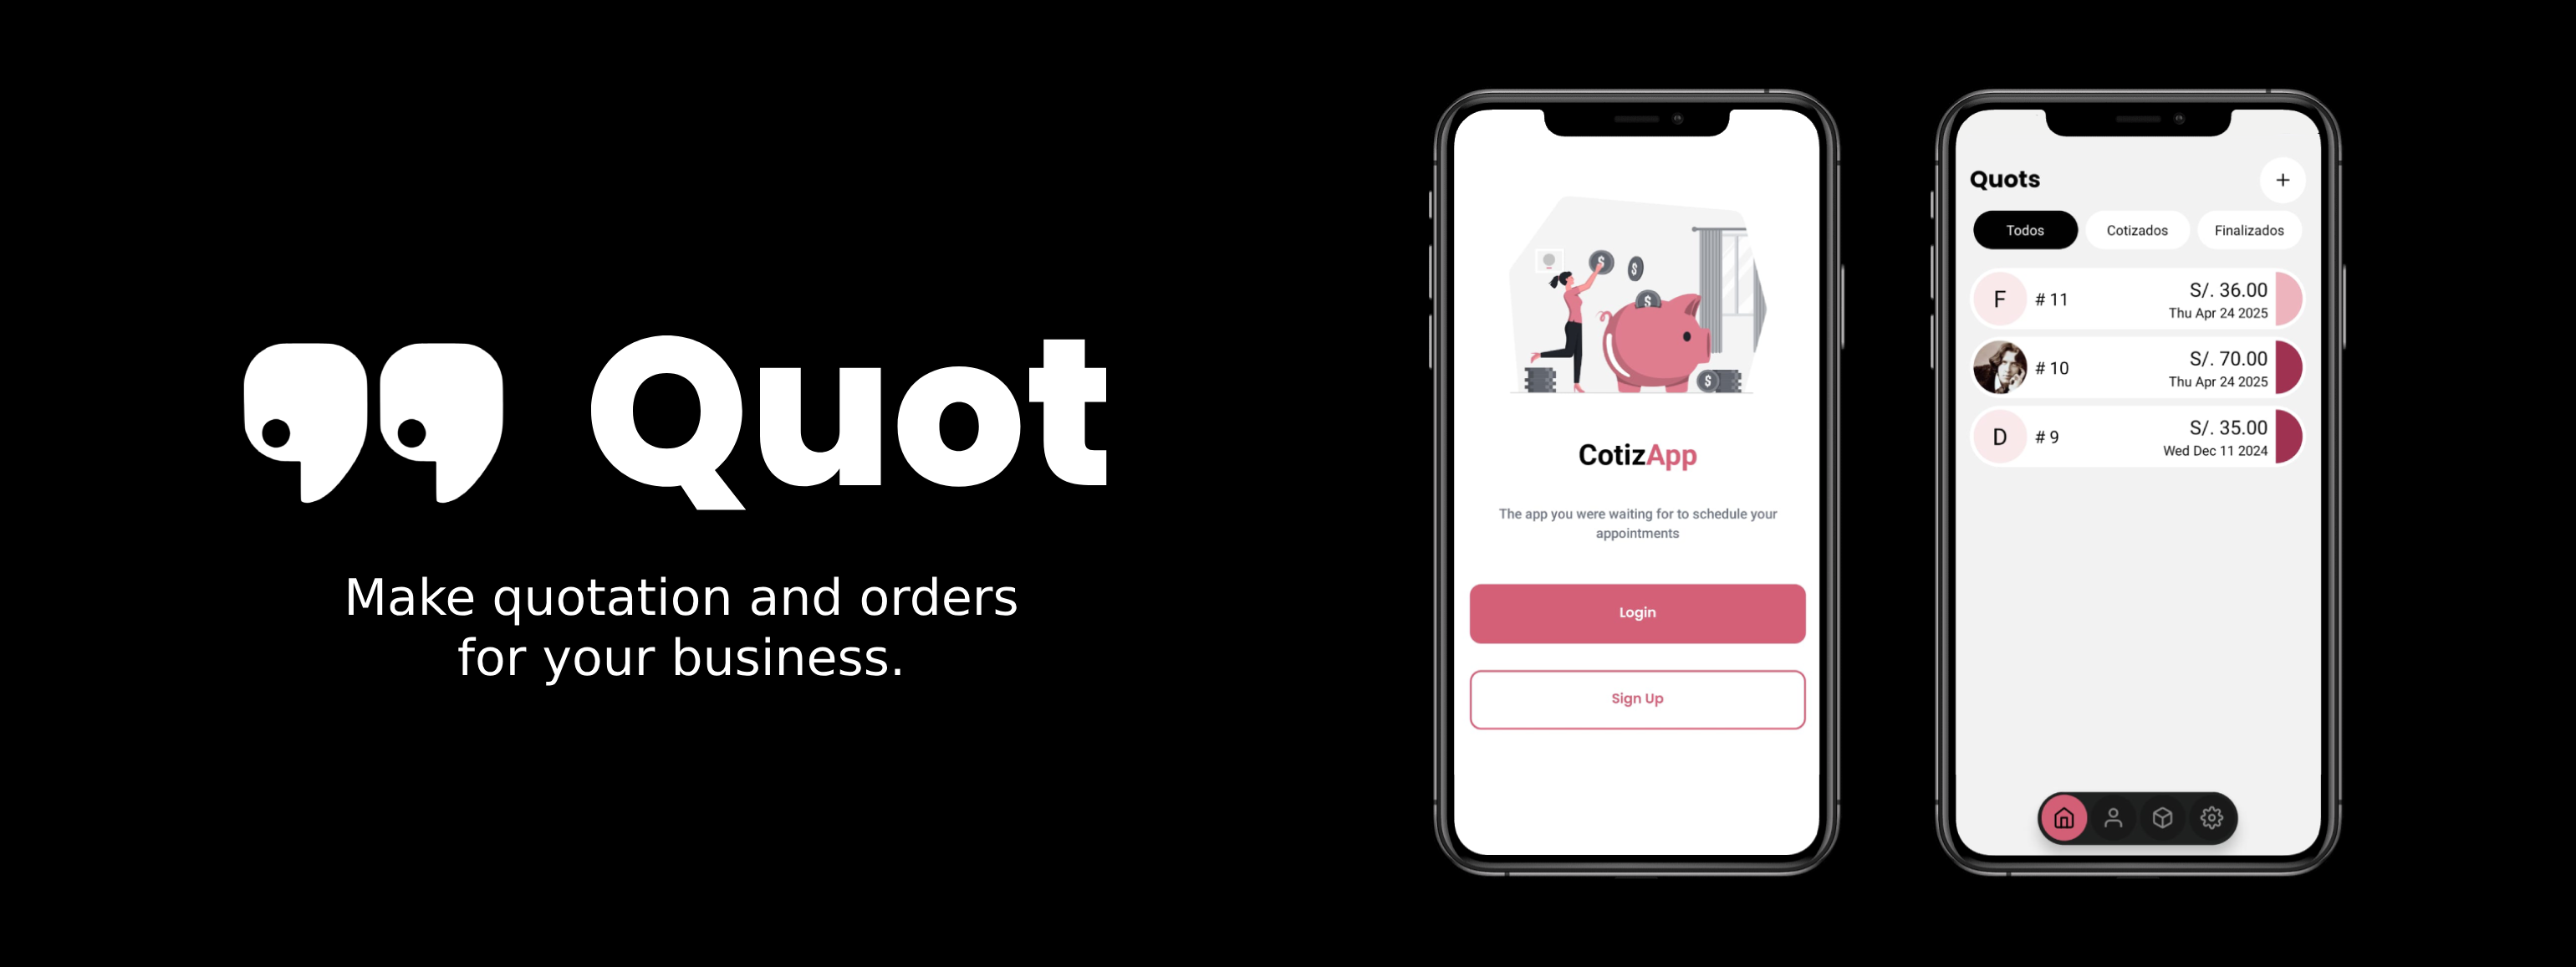 Quot
Make quotation and orders
for your business.
CotizApp
The app you were waiting for to schedule your
appointments
Login
Sign Up
Quots
+
Todos Cotizados Finalizados
F # 11 S/. 36.00
Thu Apr 24 2025
# 10 S/. 70.00
Thu Apr 24 2025
D # 9 S/. 35.00
Wed Dec 11 2024